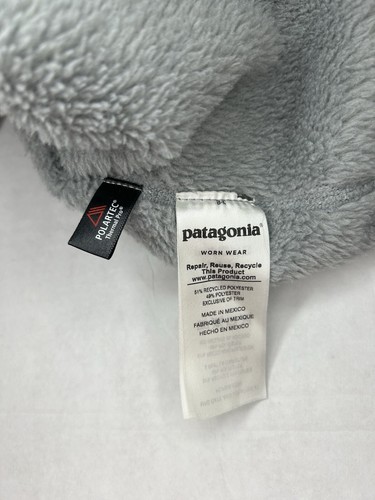 POLARTEC®
Thermal Pro®
patagonia®
WORN WEAR
Repair, Reuse, Recycle
This Product
www.patagonia.com
51% RECYCLED POLYESTER
49% POLYESTER
EXCLUSIVE OF TRIM
MADE IN MEXICO
FABRIQUÉ AU MEXIQUE
HECHO EN MÉXICO